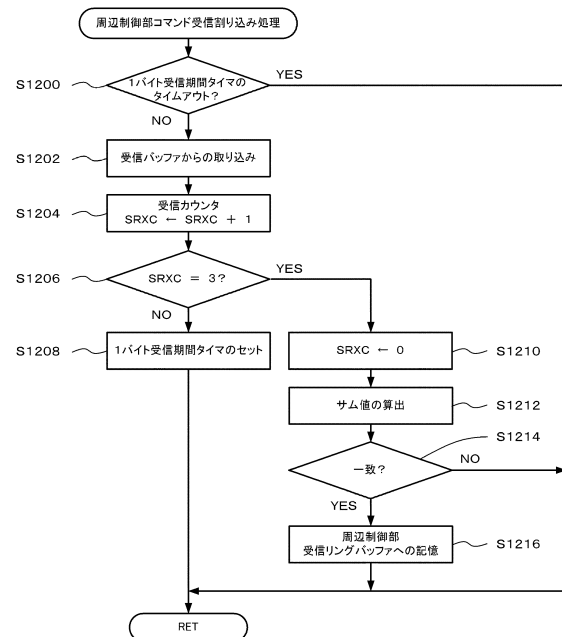 周辺制御部コマンド受信割り込み処理
S1200
1バイト受信期間タイマの
タイムアウト?
YES
NO
S1202
受信バッファからの取り込み
S1204
受信カウンタ
SRXC ← SRXC + 1
S1206
SRXC = 3?
YES
NO
S1208
1バイト受信期間タイマのセット
SRXC ← 0
S1210
サム値の算出
S1212
S1214
一致?
NO
YES
周辺制御部
受信リングバッファへの記憶
S1216
RET